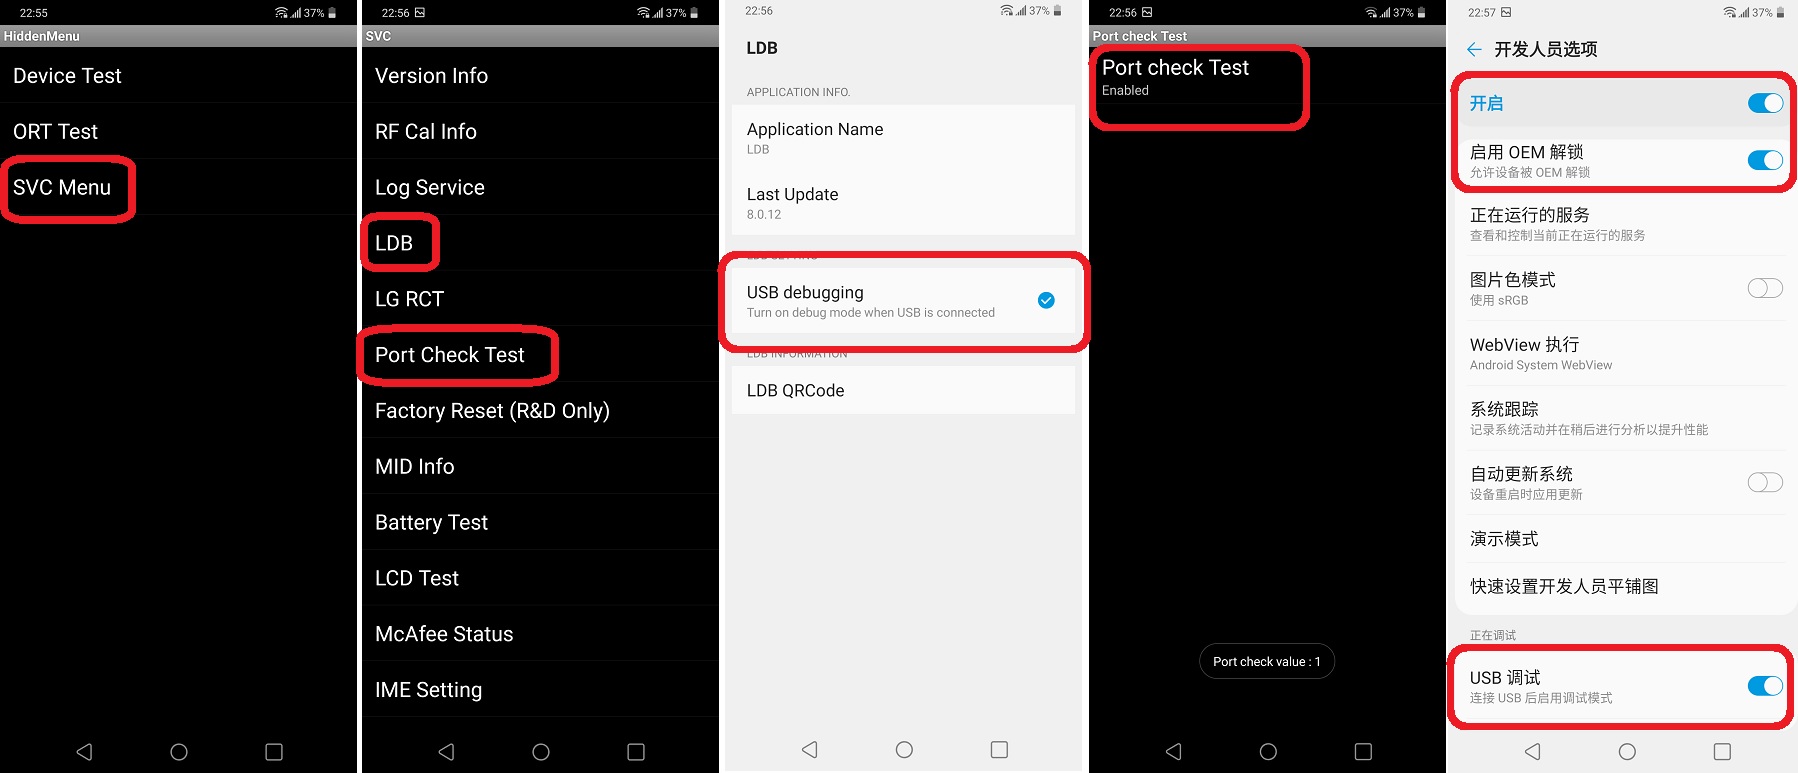 22:55
37%
HiddenMenu
Device Test
ORT Test
SVC Menu
22:56
37%
SVC
Version Info
RF Cal Info
Log Service
LDB
LG RCT
Port Check Test
Factory Reset (R&D Only)
MID Info
Battery Test
LCD Test
McAfee Status
IME Setting
22:56
37%
LDB
APPLICATION INFO.
Application Name
LDB
Last Update
8.0.12
USB debugging
Turn on debug mode when USB is connected
LDB INFORMATION
LDB QRCode
22:56
37%
Port check Test
Port check Test
Enabled
Port check value : 1
22:57
37%
开发人员选项
开启
启用 OEM 解锁
允许设备被 OEM 解锁
正在运行的服务
查看和控制当前正在运行的服务
图片色模式
使用 sRGB
WebView 执行
Android System WebView
系统跟踪
记录系统活动并在稍后进行分析以提升性能
自动更新系统
设备重启时应用更新
演示模式
快速设置开发人员平铺图
正在调试
USB 调试
连接 USB 后启用调试模式